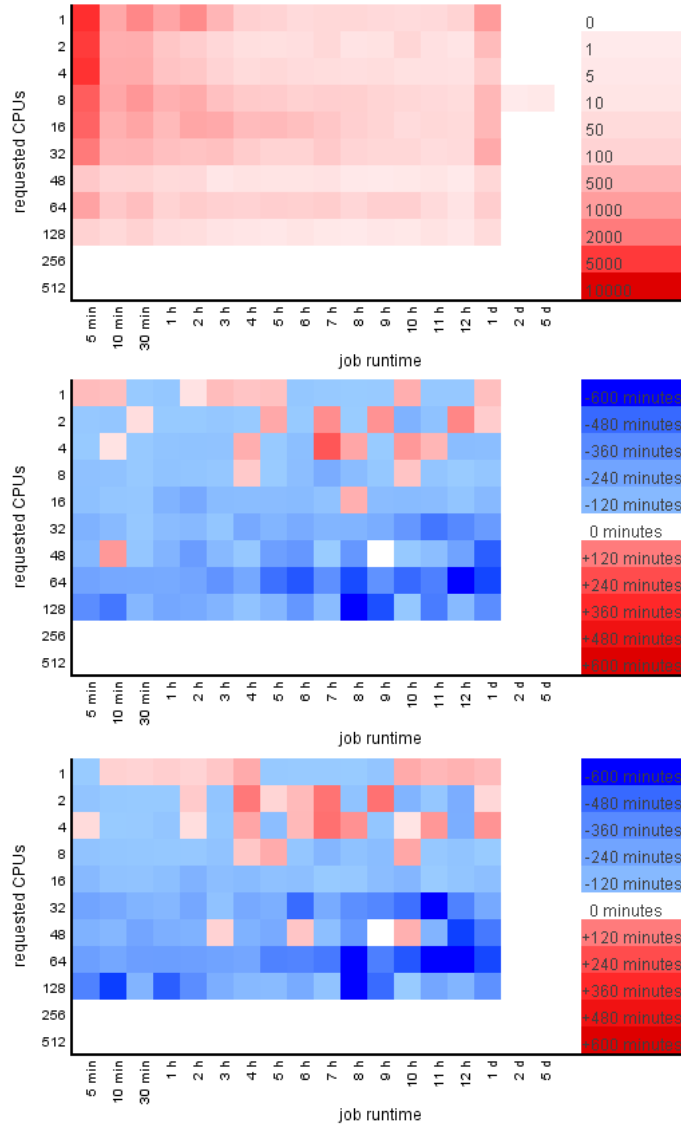 1
2
4
8
16
32
48
64
128
256
512
requested CPUs
5 min
10 min
30 min
1 h
2 h
3 h
4 h
5 h
6 h
7 h
8 h
9 h
10 h
11 h
12 h
1 d
2 d
5 d
job runtime
0
1
5
10
50
100
500
1000
2000
5000
10000
1
2
4
8
16
32
48
64
128
256
512
requested CPUs
5 min
10 min
30 min
1 h
2 h
3 h
4 h
5 h
6 h
7 h
8 h
9 h
10 h
11 h
12 h
1 d
2 d
5 d
job runtime
-600 minutes
-480 minutes
-360 minutes
-240 minutes
-120 minutes
0 minutes
+120 minutes
+240 minutes
+360 minutes
+480 minutes
+600 minutes
1
2
4
8
16
32
48
64
128
256
512
requested CPUs
5 min
10 min
30 min
1 h
2 h
3 h
4 h
5 h
6 h
7 h
8 h
9 h
10 h
11 h
12 h
1 d
2 d
5 d
job runtime
-600 minutes
-480 minutes
-360 minutes
-240 minutes
-120 minutes
0 minutes
+120 minutes
+240 minutes
+360 minutes
+480 minutes
+600 minutes